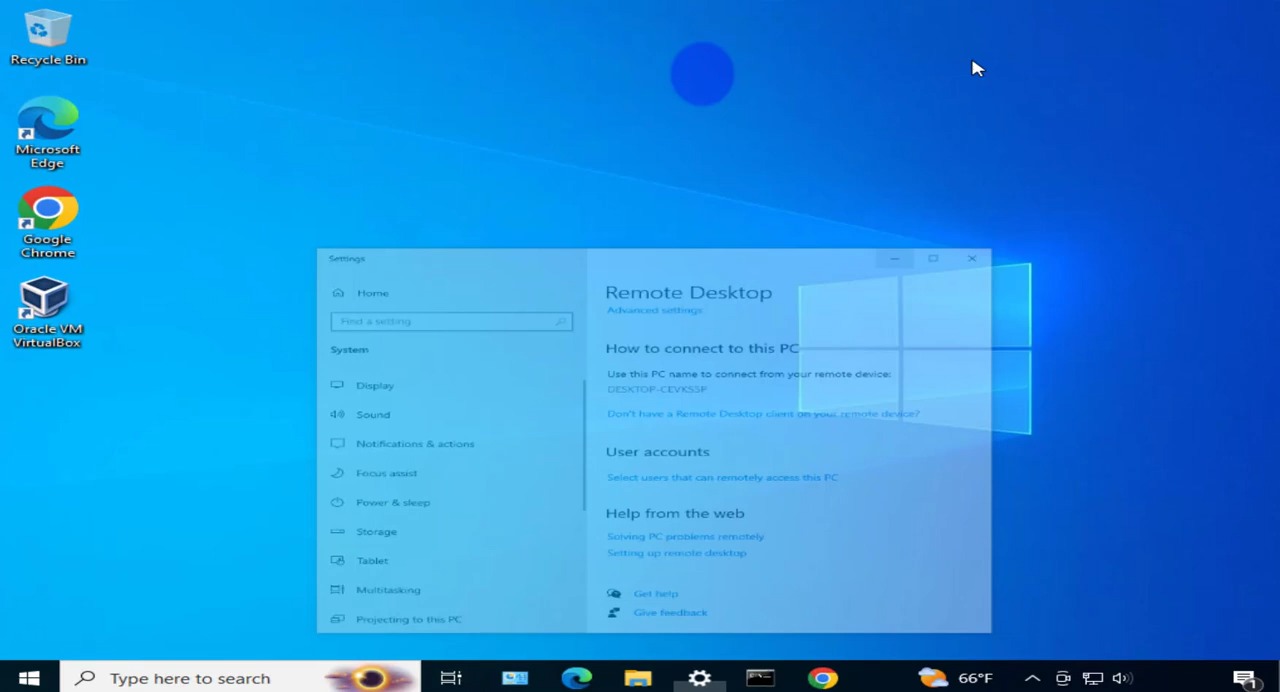 Recycle Bin
Microsoft
Edge
Google
Chrome
Oracle VM
VirtualBox
Settings
Home
Find a setting
System
Display
Sound
Notifications & actions
Focus assist
Power & sleep
Storage
Tablet
Multitasking
Projecting to this PC
Remote Desktop
Advanced settings
How to connect to this PC
Use this PC name to connect from your remote device:
Don't have a Remote Desktop client on your remote device?
User accounts
Select users that can remotely access this PC
Help from the web
Solving PC problems remotely
Setting up remote desktop
Get help
Give feedback
Type here to search
66°F
1